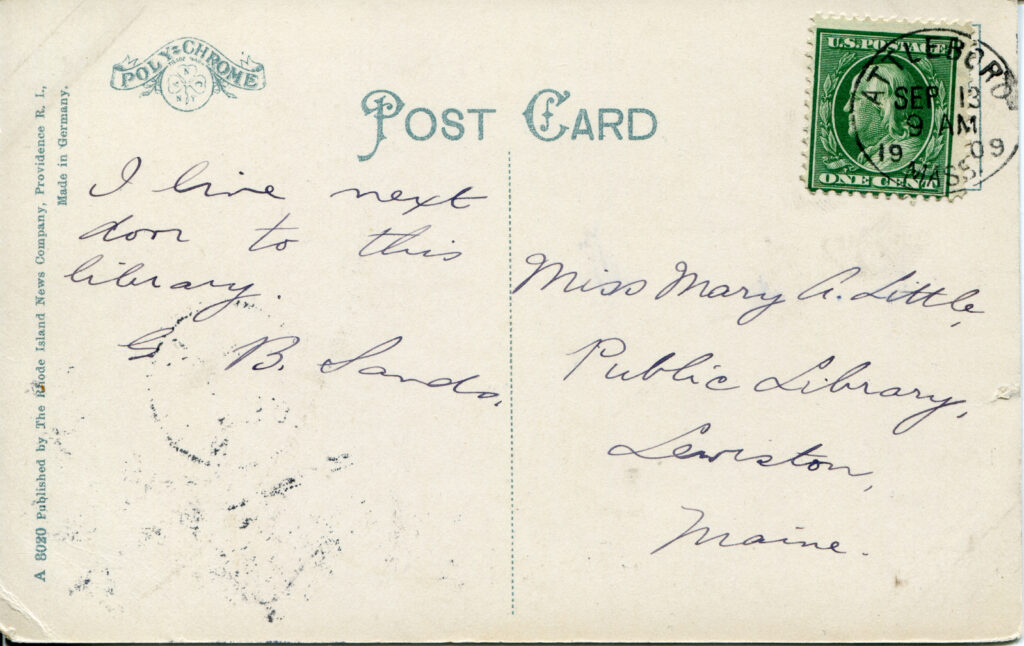 POLY-CHROME
TRADE MARK
POST CARD
U.S. POSTAGE
ONE CENT
ATTLEBORO
SEP 13
9 AM
1909
MASS.
A 8020 Published by The Rhode Island News Company, Providence R. I.,
Made in Germany.
I live next
door to this
library.
G. B. Sands.
Miss Mary A. Little,
Public Library,
Lewiston,
Maine.